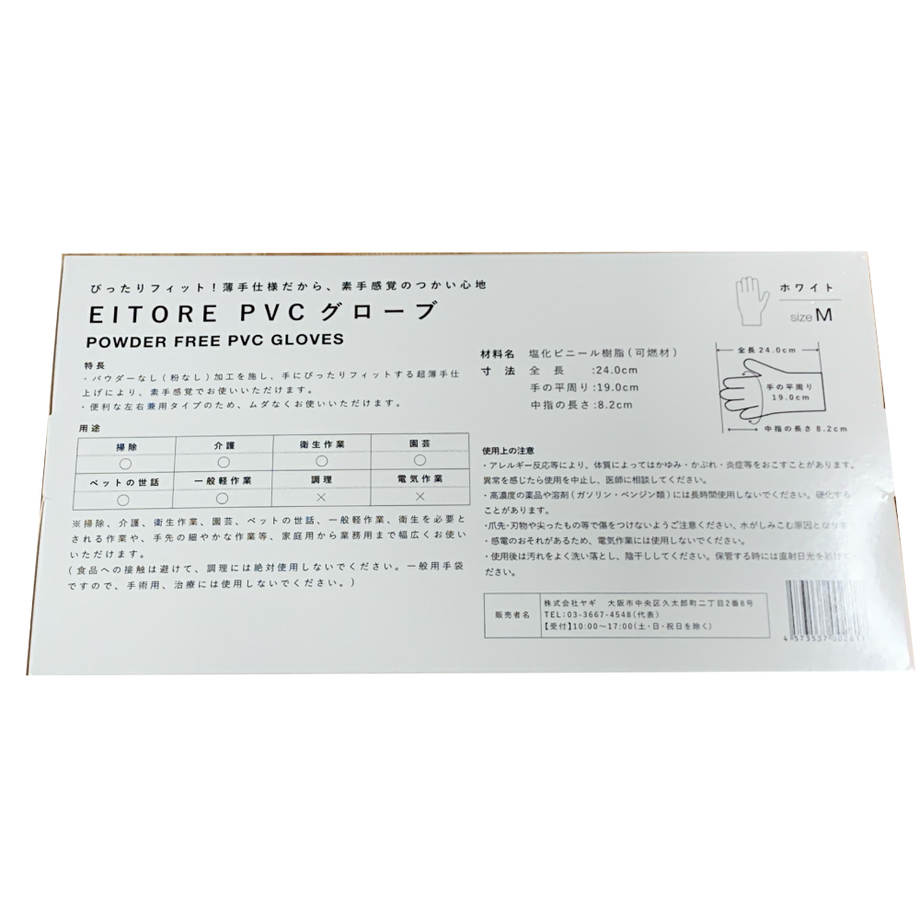 ぴったりフィット！薄手仕様だから、素手感覚のつかい心地
EITORE PVCグローブ
POWDER FREE PVC GLOVES
特長
・パウダーなし（粉なし）加工を施し、手にぴったりフィットする超薄手仕
上げにより、素手感覚でお使いいただけます。
・便利な左右兼用タイプのため、ムダなくお使いいただけます。
用途
掃除 介護 衛生作業 園芸
○ ○ ○ ○
ペットの世話 一般軽作業 調理 電気作業
○ ○ × ×
※掃除、介護、衛生作業、園芸、ペットの世話、一般軽作業、衛生を必要と
される作業や、手先の細やかな作業等、家庭用から業務用まで幅広くお使い
いただけます。
（食品への接触は避けて、調理には絶対使用しないでください。一般用手袋
ですので、手術用、治療には使用しないでください。）
ホワイト
size M
材料名 塩化ビニール樹脂（可燃材）
寸法 全長 :24.0cm
手の平周り:19.0cm
中指の長さ:8.2cm
全長24.0cm
手の平周り
19.0cm
中指の長さ8.2cm
使用上の注意
・アレルギー反応等により、体質によってはかゆみ・かぶれ・炎症等をおこすことがあります。
異常を感じたら使用を中止し、医師に相談してください。
・高濃度の薬品や溶剤（ガソリン・ベンジン類）には長時間使用しないでください。硬化する
ことがあります。
・爪先・刃物や尖ったもの等で傷をつけないようご注意ください、水がしみこむ原因となりま
・感電のおそれがあるため、電気作業には使用しないでください。
・使用後は汚れをよく洗い落とし、陰干ししてください。保管する時には直射日光を避けて
ださい。
販売者名
株式会社ヤギ 大阪市中央区久太郎町二丁目2番8号
TEL:03-3667-4548(代表)
【受付】10:00〜17:00(土・日・祝日を除く)